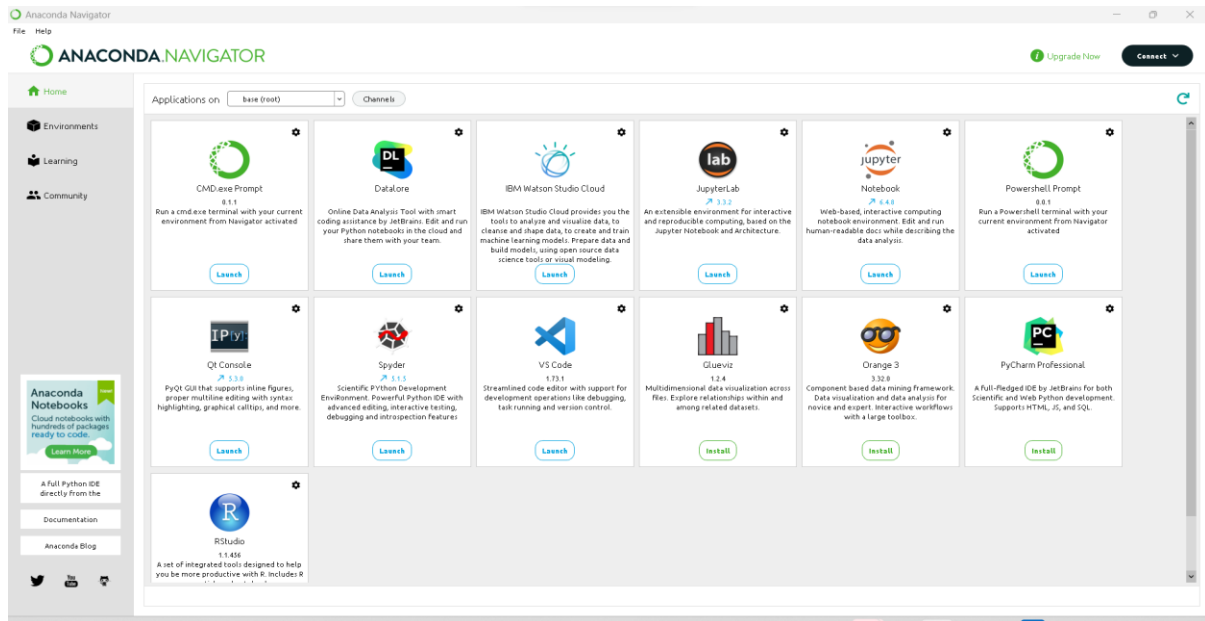 Anaconda Navigator
File Help
ANACONDA.NAVIGATOR
Upgrade Now
Connect
Home
Environments
Learning
Community
Applications on base (root) Channels
CMD.exe Prompt
0.1.1
Run a cmd.exe terminal with your current
environment from Navigator activated
Launch
DL
Datalore
Online Data Analysis Tool with smart
coding assistance by JetBrains. Edit and run
your Python notebooks in the cloud and
share them with your team.
Launch
IBM Watson Studio Cloud
IBM Watson Studio Cloud provides you the
tools to analyze and visualize data, to
cleanse and shape data, to create and train
machine learning models. Prepare data and
build models, using open source data
science tools or visual modeling.
Launch
lab
JupyterLab
3.3.2
An extensible environment for interactive
and reproducible computing, based on the
Jupyter Notebook and Architecture.
Launch
jupyter
Notebook
6.4.8
Web-based, interactive computing
notebook environment. Edit and run
human-readable docs while describing the
data analysis.
Launch
Powershell Prompt
0.0.1
Run a Powershell terminal with your
current environment from Navigator
activated
Launch
IP[y]:
Qt Console
5.3.0
PyQt GUI that supports inline figures,
proper multiline editing with syntax
highlighting, graphical calltips, and more.
Launch
Spyder
5.1.5
Scientific PYthon Development
EnviRonment. Powerful Python IDE with
advanced editing, interactive testing,
debugging and introspection features
Launch
VS Code
1.73.1
Streamlined code editor with support for
development operations like debugging,
task running and version control.
Launch
Glueviz
1.2.4
Multidimensional data visualization across
files. Explore relationships within and
among related datasets.
Install
Orange 3
3.32.0
Component based data mining framework.
Data visualization and data analysis for
novice and expert. Interactive workflows
with a large toolbox.
Install
PC
PyCharm Professional
A full-fledged IDE by JetBrains for both
Scientific and Web Python development.
Supports HTML, JS, and SQL.
Install
R
RStudio
1.1.456
A set of integrated tools designed to help
you be more productive with R. Includes R
Anaconda
Notebooks
Cloud notebooks with
hundreds of packages
ready to code.
Learn More
A full Python IDE
directly from the
Documentation
Anaconda Blog
You
Tube